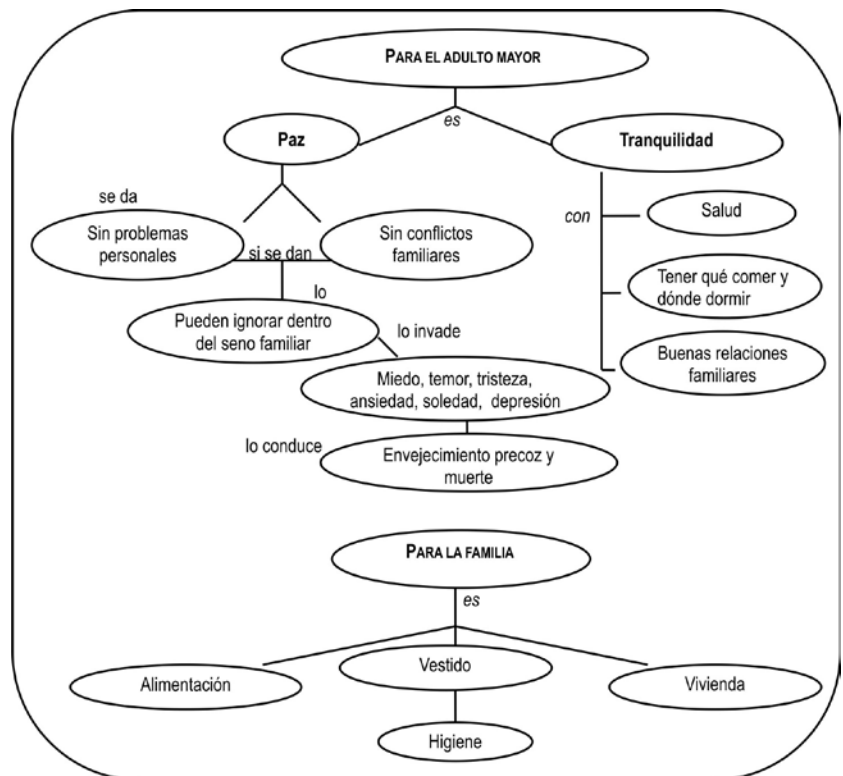 PARA EL ADULTO MAYOR
es
Paz
Tranquilidad
se da
con
Salud
Sin problemas
personales
si se dan
Sin conflictos
familiares
Tener qué comer y
dónde dormir
lo
Pueden ignorar dentro
del seno familiar
lo invade
Buenas relaciones
familiares
Miedo, temor, tristeza,
ansiedad, soledad, depresión
lo conduce
Envejecimiento precoz y
muerte
PARA LA FAMILIA
es
Alimentación
Vestido
Vivienda
Higiene